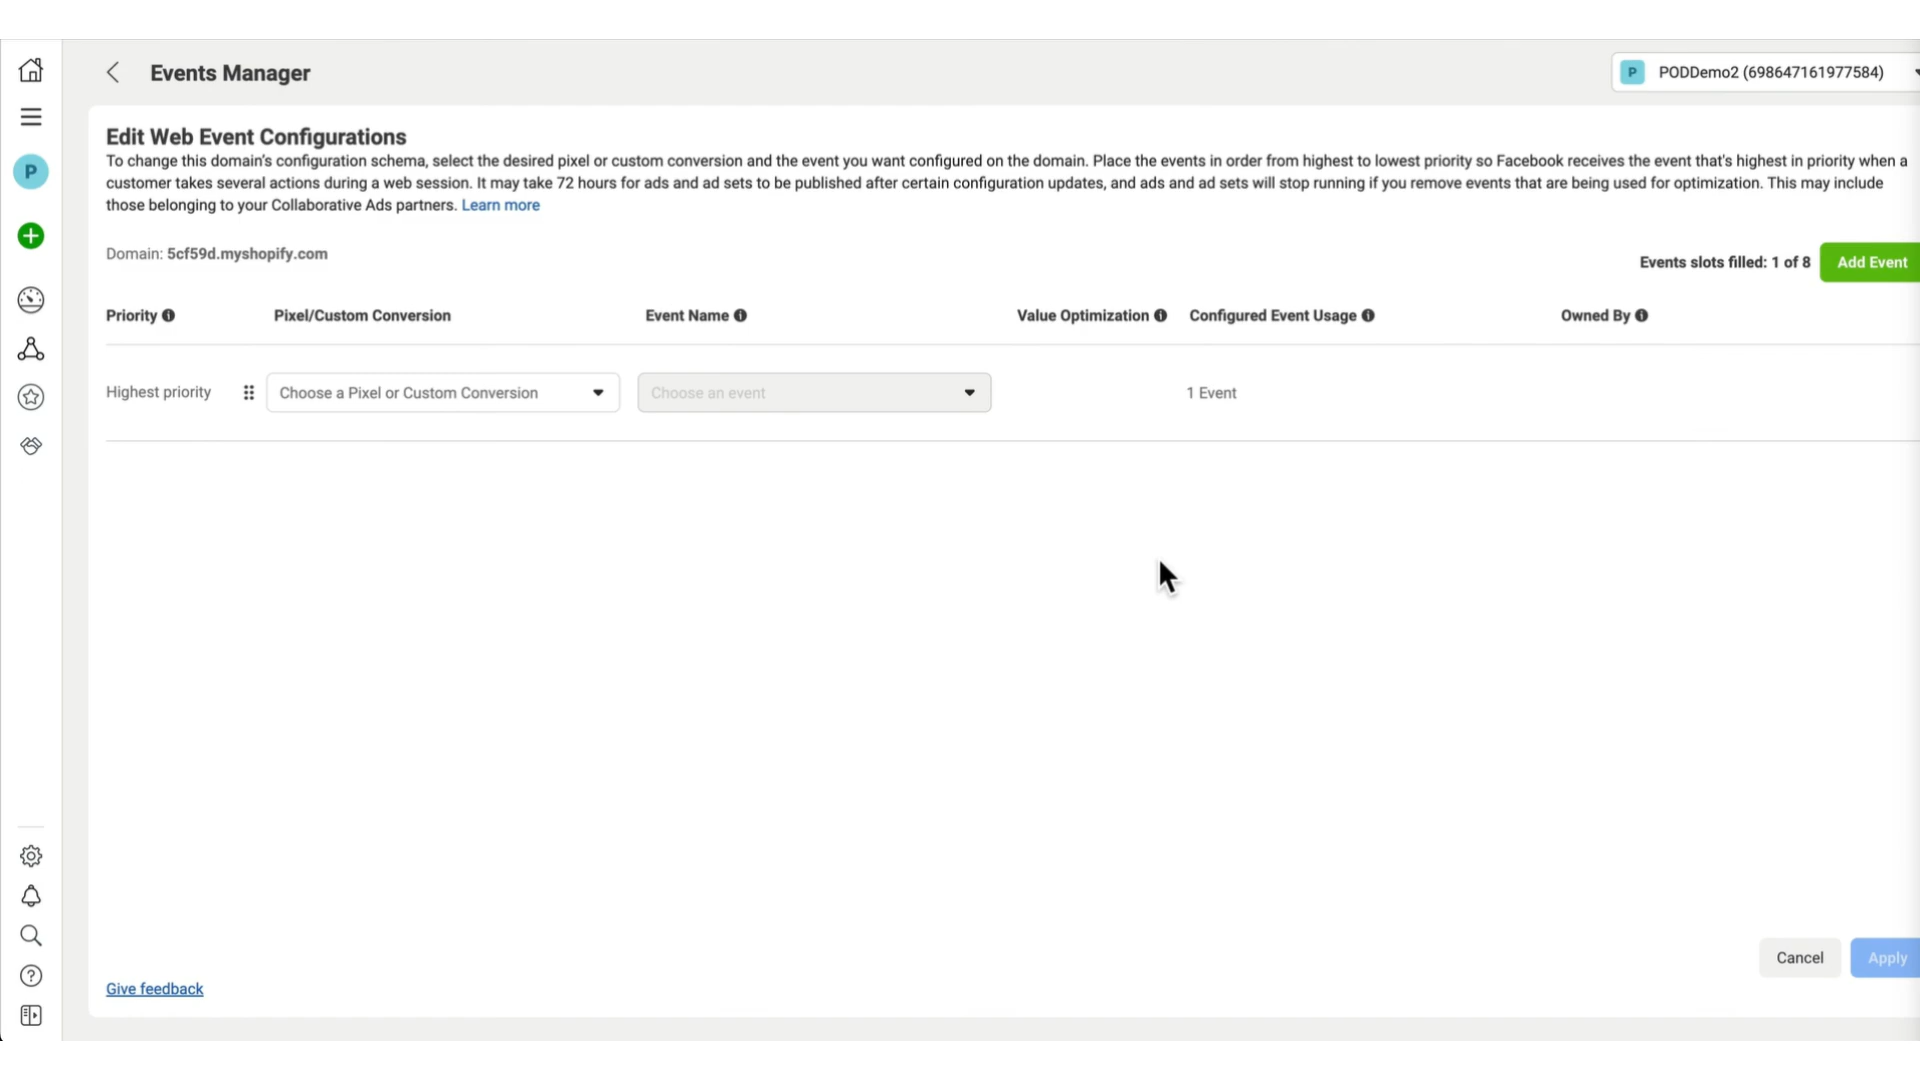 Events Manager
P PODDemo2 (698647161977584)
P
Edit Web Event Configurations
To change this domain's configuration schema, select the desired pixel or custom conversion and the event you want configured on the domain. Place the events in order from highest to lowest priority so Facebook receives the event that's highest in priority when a
customer takes several actions during a web session. It may take 72 hours for ads and ad sets to be published after certain configuration updates, and ads and ad sets will stop running if you remove events that are being used for optimization. This may include
those belonging to your Collaborative Ads partners. Learn more
Domain: 5cf59d.myshopify.com
Events slots filled: 1 of 8 Add Event
Priority Pixel/Custom Conversion Event Name Value Optimization Configured Event Usage Owned By
Highest priority Choose a Pixel or Custom Conversion Choose an event 1 Event
Cancel Apply
Give feedback